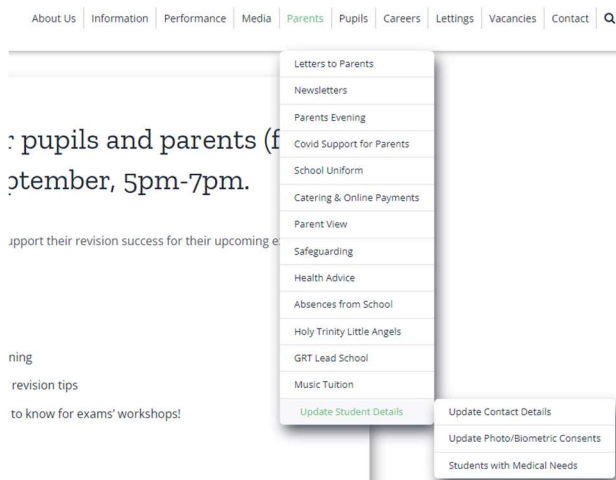 About Us Information Performance Media Parents Pupils Careers Lettings Vacancies Contact
Letters to Parents
Newsletters
Parents Evening
Covid Support for Parents
School Uniform
Catering & Online Payments
Parent View
Safeguarding
Health Advice
Absences from School
Holy Trinity Little Angels
GRT Lead School
Music Tuition
Update Student Details
Update Contact Details
Update Photo/Biometric Consents
Students with Medical Needs
pupils and parents (f
ptember, 5pm-7pm.
upport their revision success for their upcoming e
ning
revision tips
to know for exams' workshops!